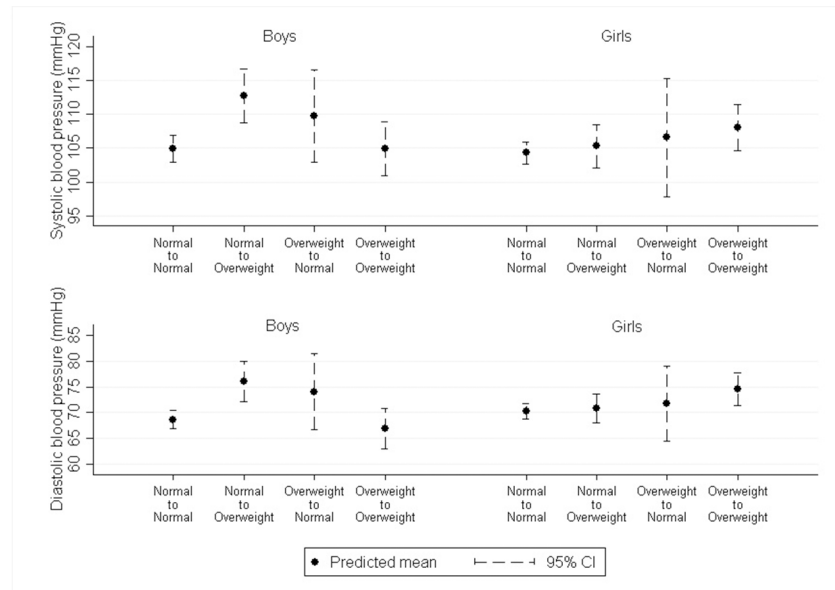 Boys
Girls
Systolic blood pressure (mmHg)
120
115
110
105
100
95
Normal to Normal
Normal to Overweight
Overweight to Normal
Overweight to Overweight
Normal to Normal
Normal to Overweight
Overweight to Normal
Overweight to Overweight
Boys
Girls
Diastolic blood pressure (mmHg)
85
80
75
70
65
60
Normal to Normal
Normal to Overweight
Overweight to Normal
Overweight to Overweight
Normal to Normal
Normal to Overweight
Overweight to Normal
Overweight to Overweight
Predicted mean
95% CI